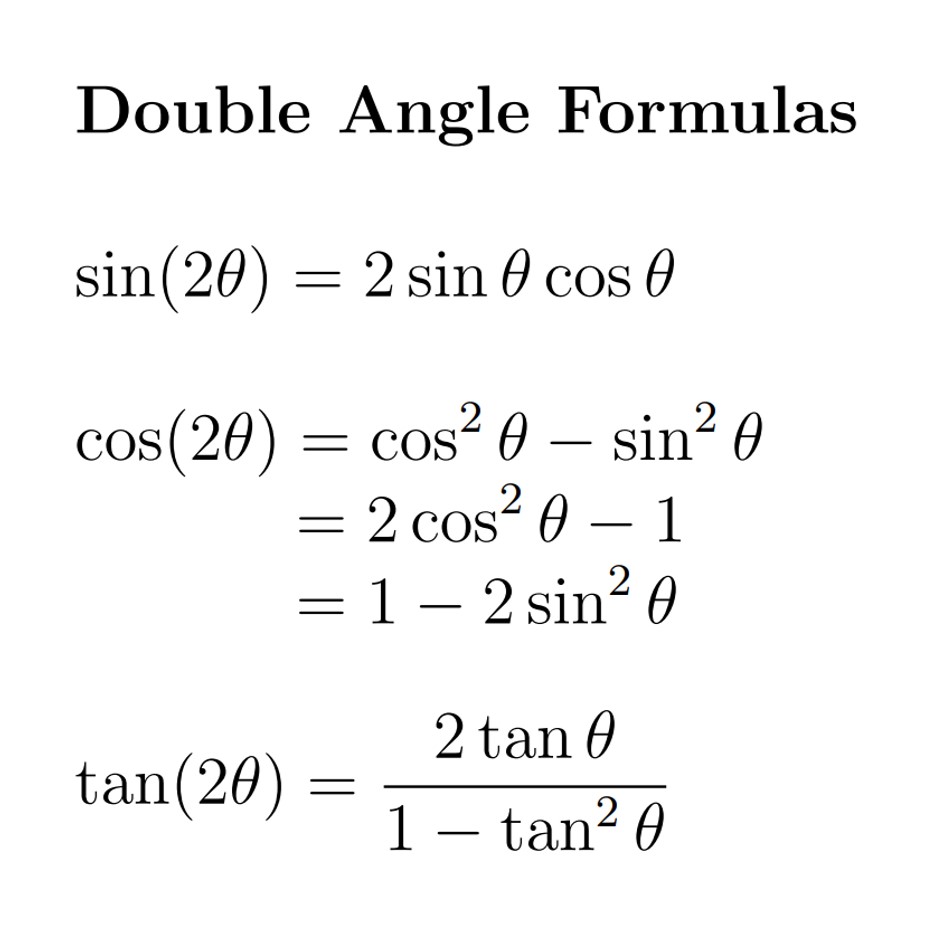 Double Angle Formulas
sin(2θ) = 2 sin θ cos θ
cos(2θ) = cos² θ − sin² θ
= 2 cos² θ − 1
= 1 − 2 sin² θ
tan(2θ) = \frac{2 tan θ}{1 − tan² θ}